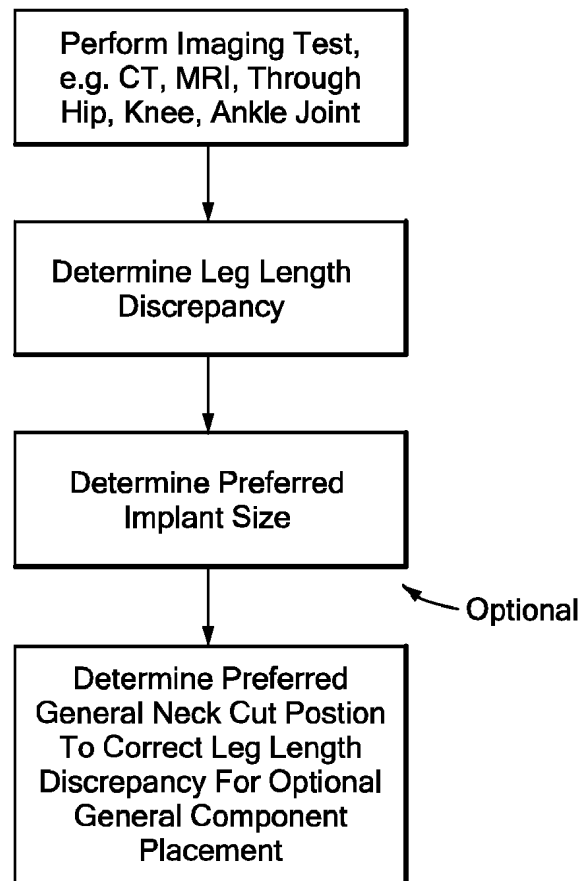 Perform Imaging Test,
e.g. CT, MRI, Through
Hip, Knee, Ankle Joint
Determine Leg Length
Discrepancy
Determine Preferred
Implant Size
Optional
Determine Preferred
General Neck Cut Postion
To Correct Leg Length
Discrepancy For Optional
General Component
Placement